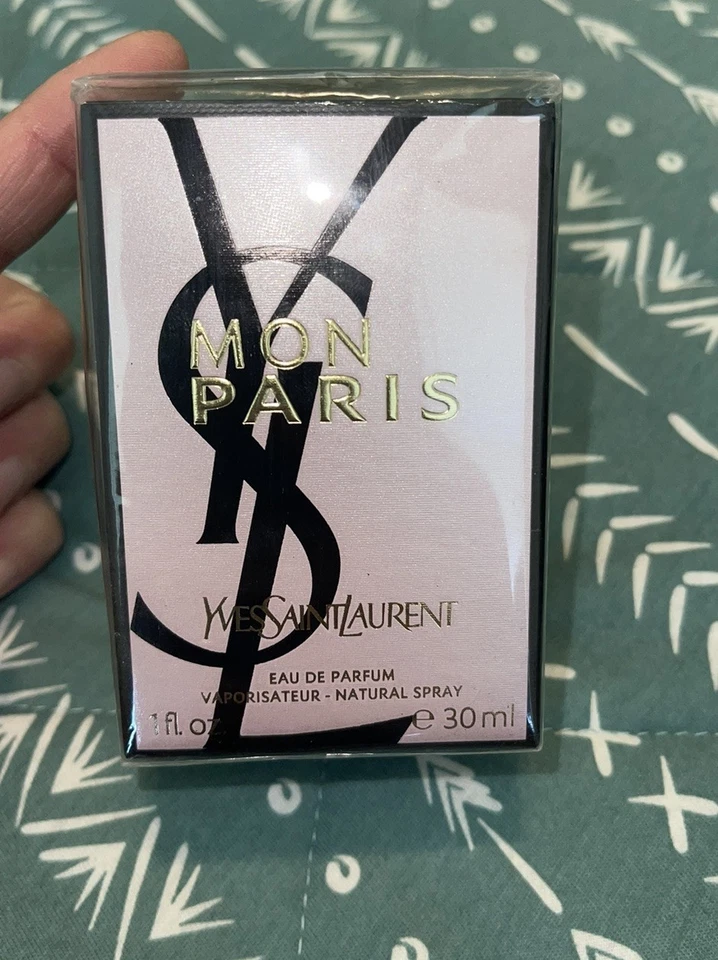 YSL
MON
PARIS
YVESSAINTLAURENT
EAU DE PARFUM
VAPORISATEUR - NATURAL SPRAY
1 fl. oz. ℮ 30 ml